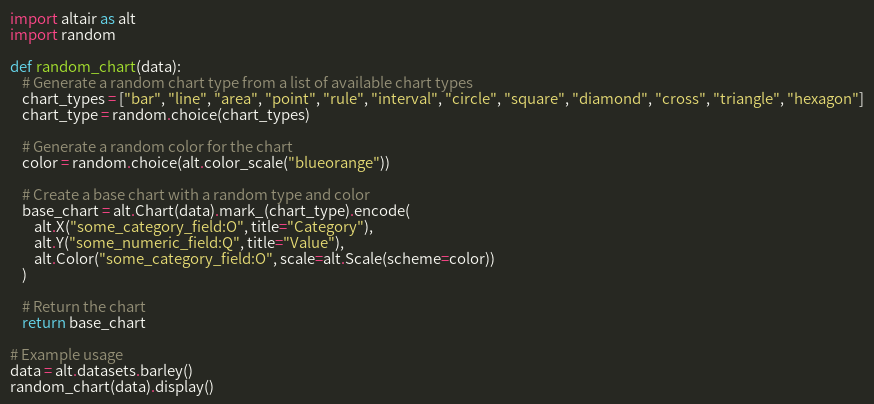 import altair as alt
import random

def random_chart(data):
    # Generate a random chart type from a list of available chart types
    chart_types = ["bar", "line", "area", "point", "rule", "interval", "circle", "square", "diamond", "cross", "triangle", "hexagon"]
    chart_type = random.choice(chart_types)

    # Generate a random color for the chart
    color = random.choice(alt.color_scale("blueorange"))

    # Create a base chart with a random type and color
    base_chart = alt.Chart(data).mark_(chart_type).encode(
        alt.X("some_category_field:O", title="Category"),
        alt.Y("some_numeric_field:Q", title="Value"),
        alt.Color("some_category_field:O", scale=alt.Scale(scheme=color))
    )

    # Return the chart
    return base_chart

# Example usage
data = alt.datasets.barley()
random_chart(data).display()